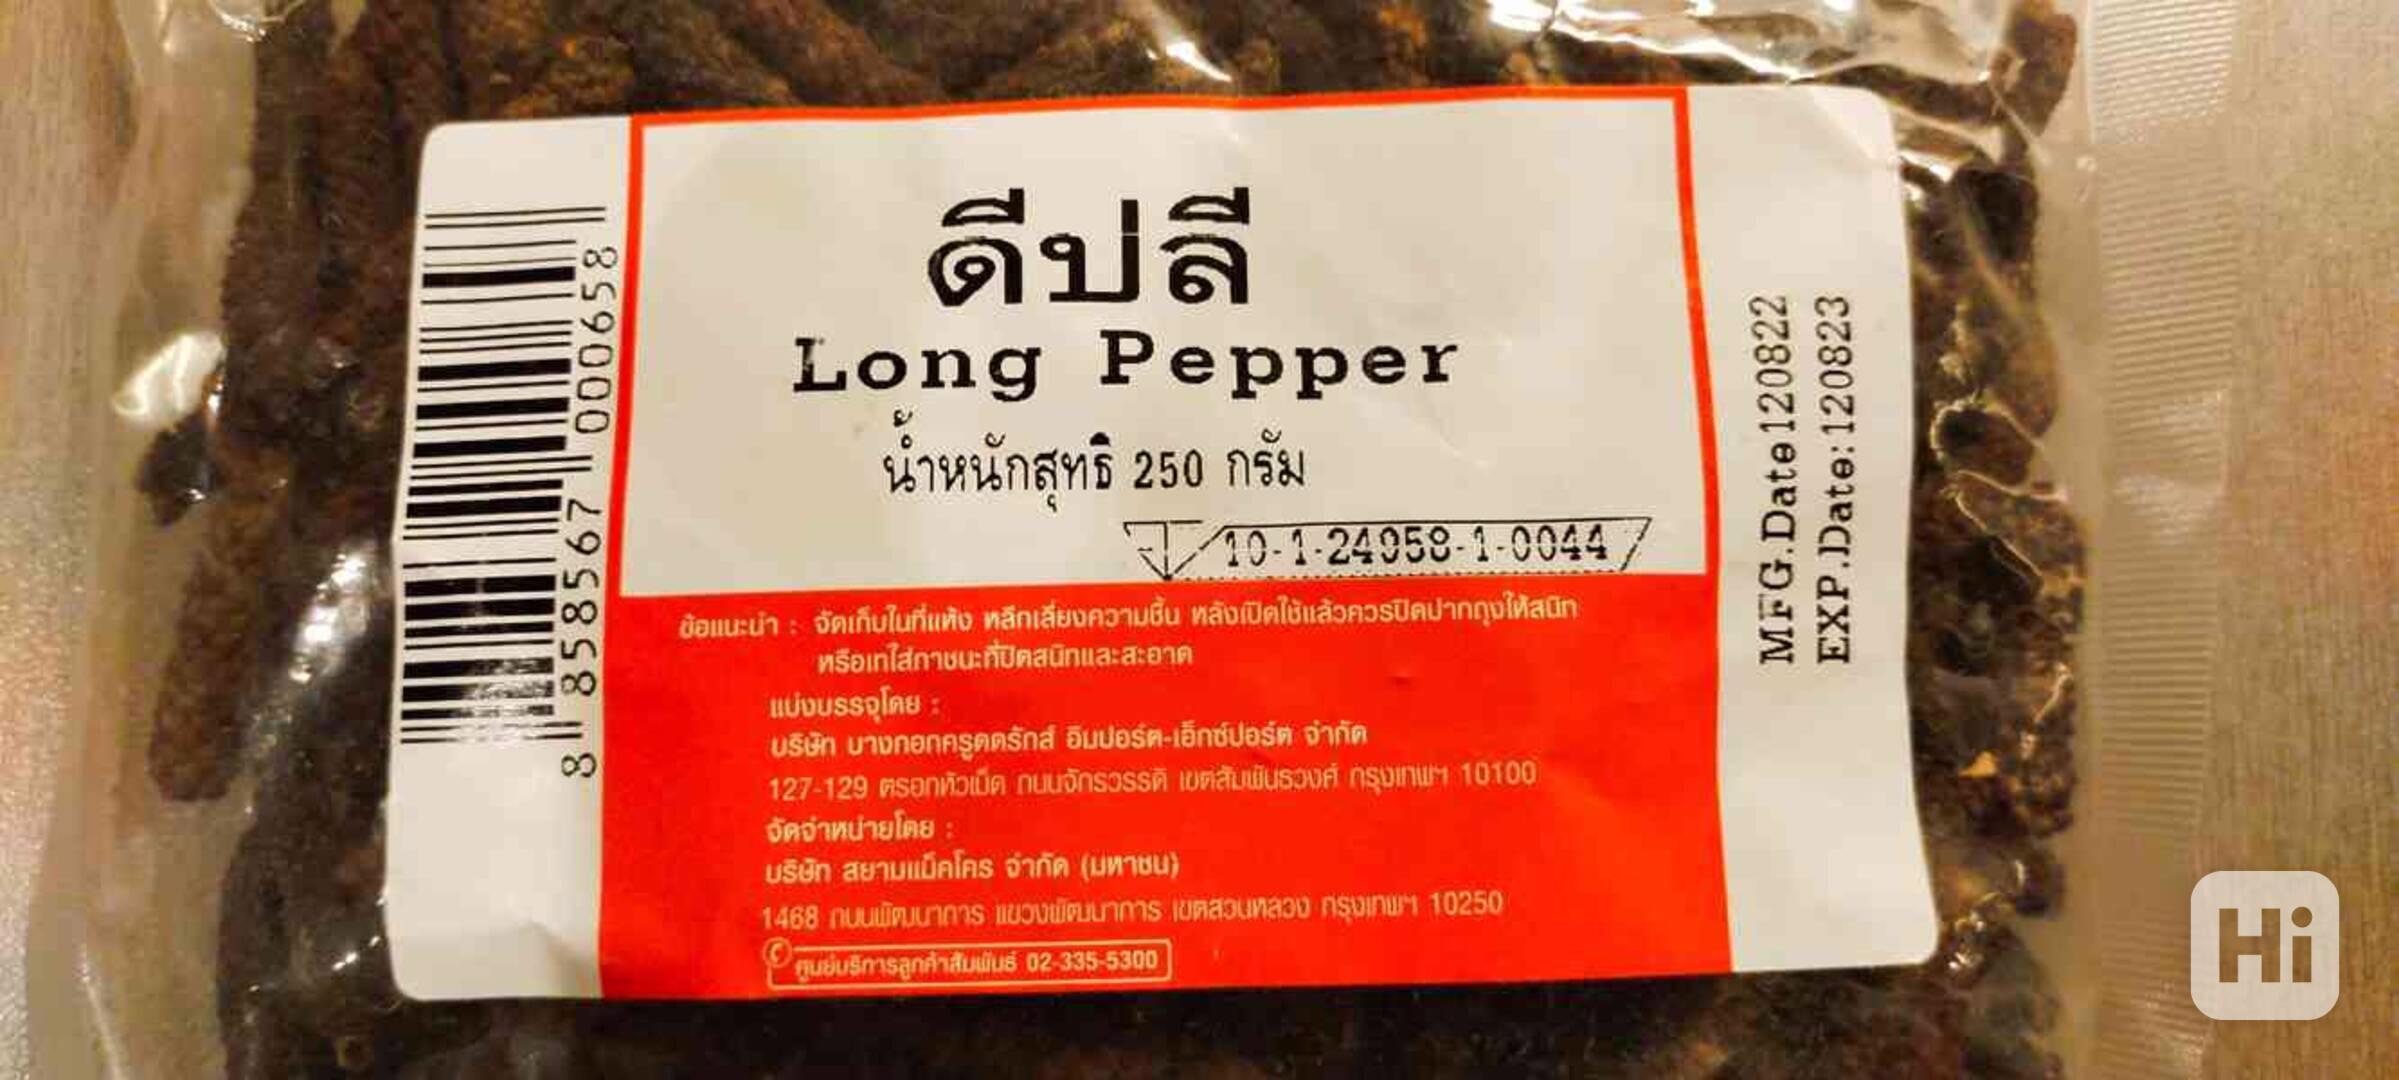 ดีปลี
Long Pepper
น้ำหนักสุทธิ 250 กรัม
10-1-24958-1-0044
ข้อแนะนำ : จัดเก็บในที่แห้ง หลีกเลี่ยงความชื้น หลังเปิดใช้แล้วควรปิดปากถุงให้สนิท
หรือเทใส่ภาชนะที่ปิดสนิทและสะอาด
แบ่งบรรจุโดย :
บริษัท บางกอกครูดดรักส์ อิมปอร์ต-เอ็กซ์ปอร์ต จำกัด
127-129 ตรอกหัวเม็ด ถนนจักรวรรดิ เขตสัมพันธวงศ์ กรุงเทพฯ 10100
จัดจำหน่ายโดย :
บริษัท สยามแม็คโคร จำกัด (มหาชน)
1468 ถนนพัฒนาการ แขวงพัฒนาการ เขตสวนหลวง กรุงเทพฯ 10250
ศูนย์บริการลูกค้าสัมพันธ์ 02-335-5300
8 858567 000658
MFG.Date120822
EXP.Date:120823
Hi